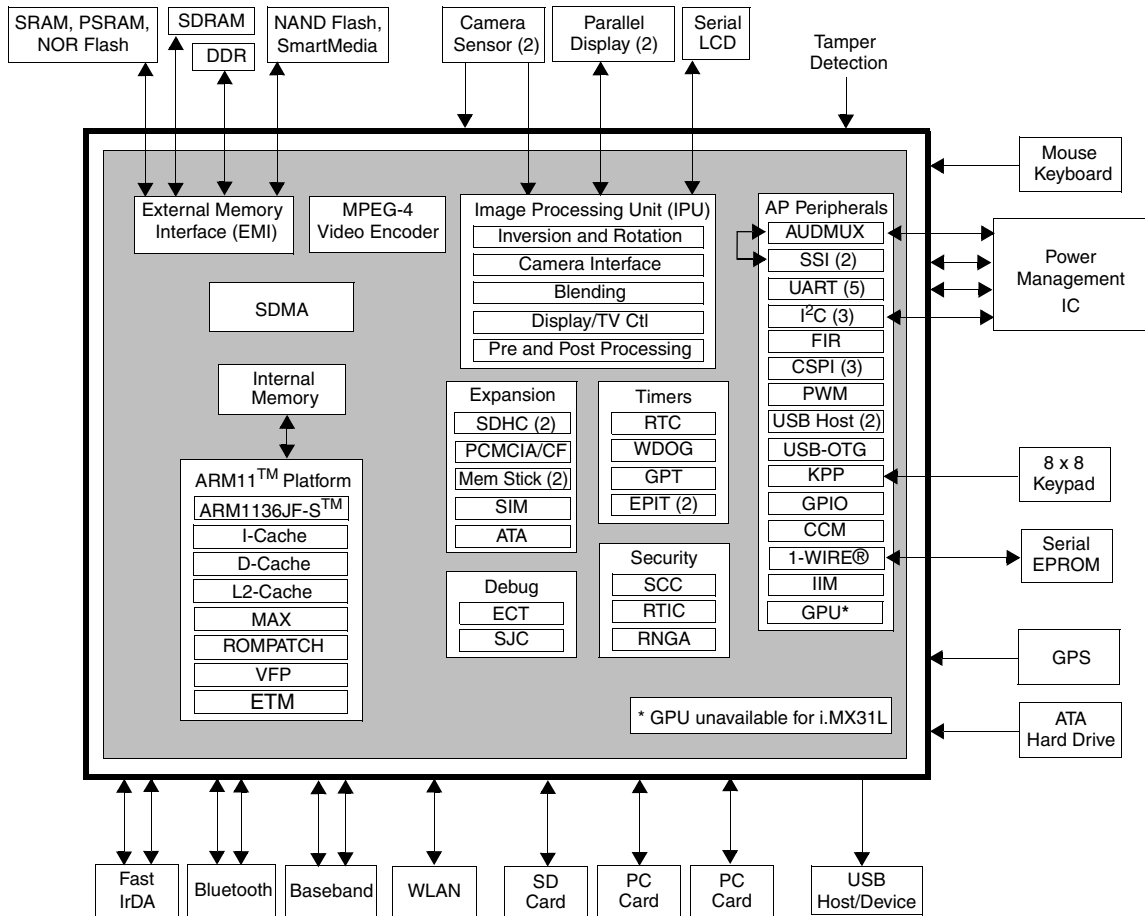 SRAM, PSRAM,
NOR Flash
SDRAM
DDR
NAND Flash,
SmartMedia
Camera
Sensor (2)
Parallel
Display (2)
Serial
LCD
Tamper
Detection
External Memory
Interface (EMI)
MPEG-4
Video Encoder
Image Processing Unit (IPU)
Inversion and Rotation
Camera Interface
Blending
Display/TV Ctl
Pre and Post Processing
AP Peripherals
AUDMUX
SSI (2)
UART (5)
I²C (3)
FIR
CSPI (3)
PWM
USB Host (2)
USB-OTG
KPP
GPIO
CCM
1-WIRE®
IIM
GPU*
Mouse
Keyboard
Power
Management
IC
8 x 8
Keypad
Serial
EPROM
GPS
ATA
Hard Drive
SDMA
Internal
Memory
ARM11™ Platform
ARM1136JF-S™
I-Cache
D-Cache
L2-Cache
MAX
ROMPATCH
VFP
ETM
Expansion
SDHC (2)
PCMCIA/CF
Mem Stick (2)
SIM
ATA
Timers
RTC
WDOG
GPT
EPIT (2)
Debug
ECT
SJC
Security
SCC
RTIC
RNGA
* GPU unavailable for i.MX31L
Fast
IrDA
Bluetooth
Baseband
WLAN
SD
Card
PC
Card
PC
Card
USB
Host/Device